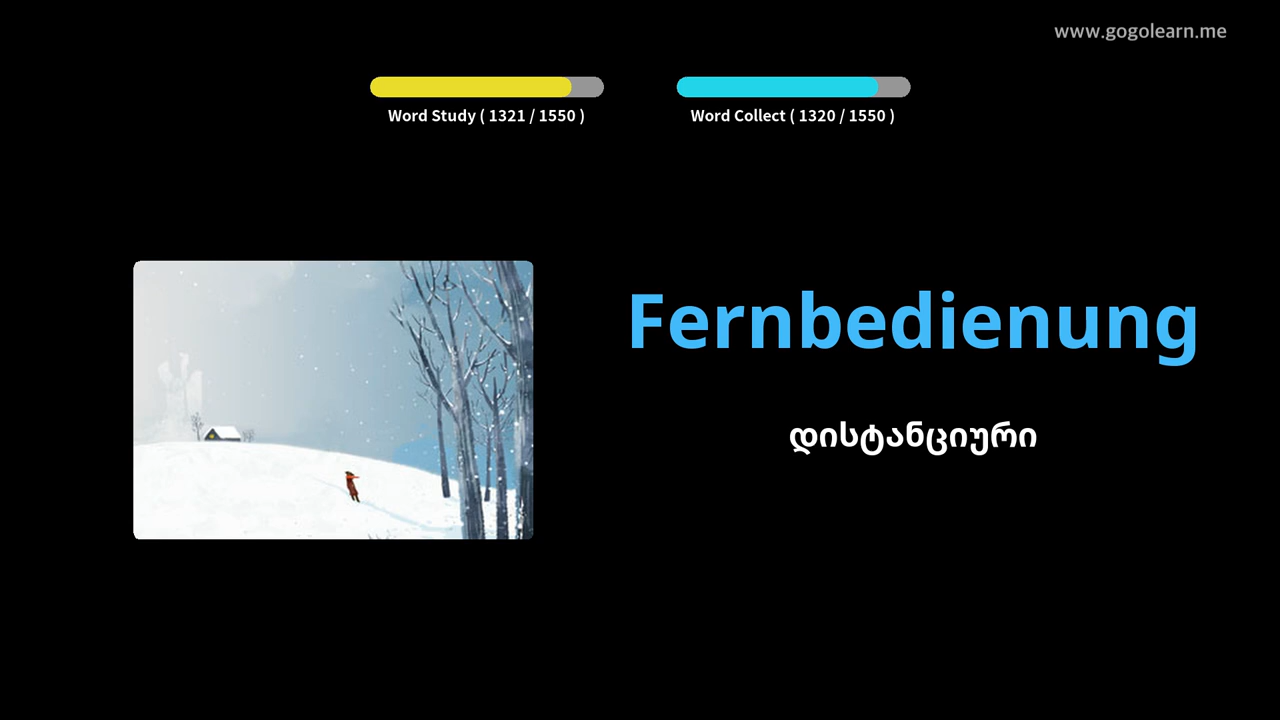 www.gogolearn.me
Word Study ( 1321 / 1550 )
Word Collect ( 1320 / 1550 )
Fernbedienung
დისტანციური